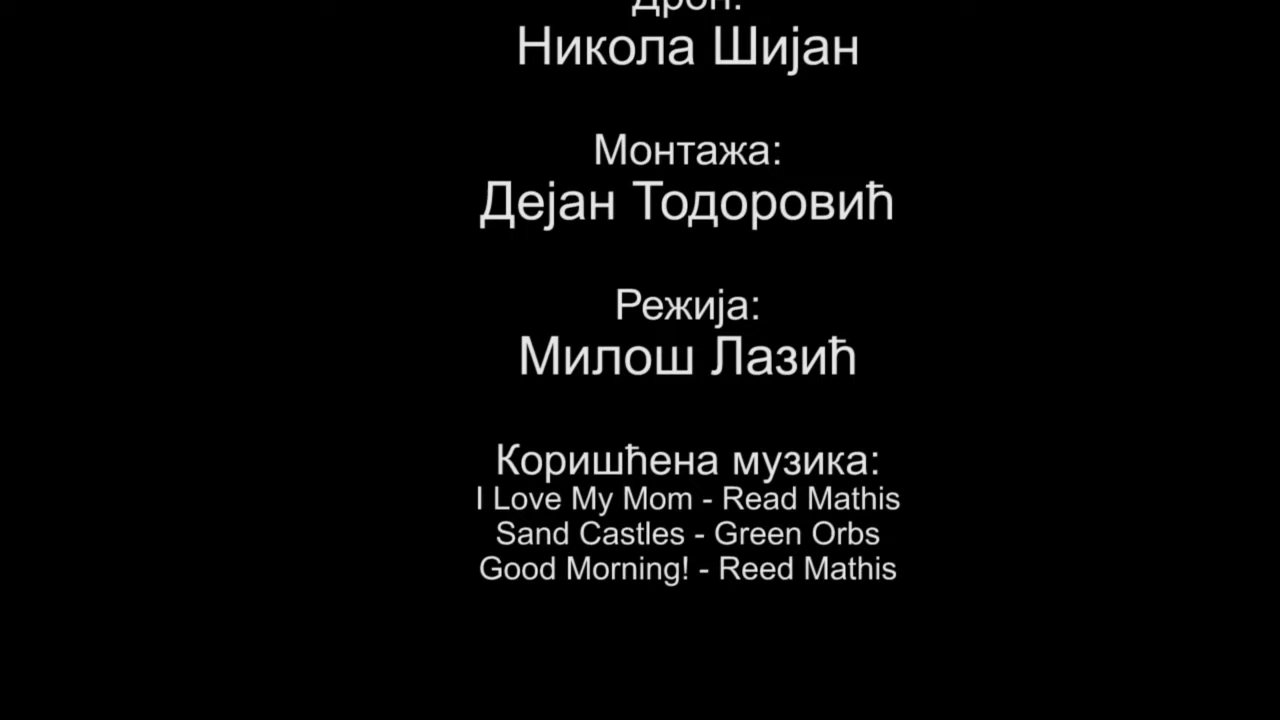 Дрон:
Никола Шијан
Монтажа:
Дејан Тодоровић
Режија:
Милош Лазић
Коришћена музика:
I Love My Mom - Read Mathis
Sand Castles - Green Orbs
Good Morning! - Reed Mathis